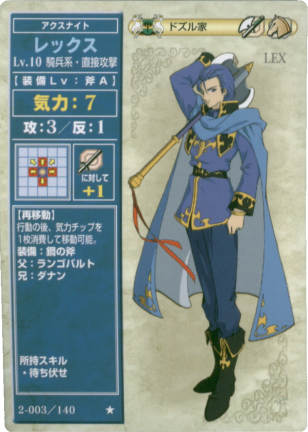 アクスナイト
レックス
Lv.10 騎兵系・直接攻撃
【装備Lv：斧A】
気力：7
攻：3／反：1
に対して
+1
【再移動】
行動の後、気力チップを
1枚消費して移動可能。
装備：鋼の斧
父：ランゴバルト
兄：ダナン
所持スキル
・待ち伏せ
2-003／140 ★
ドズル家
LEX